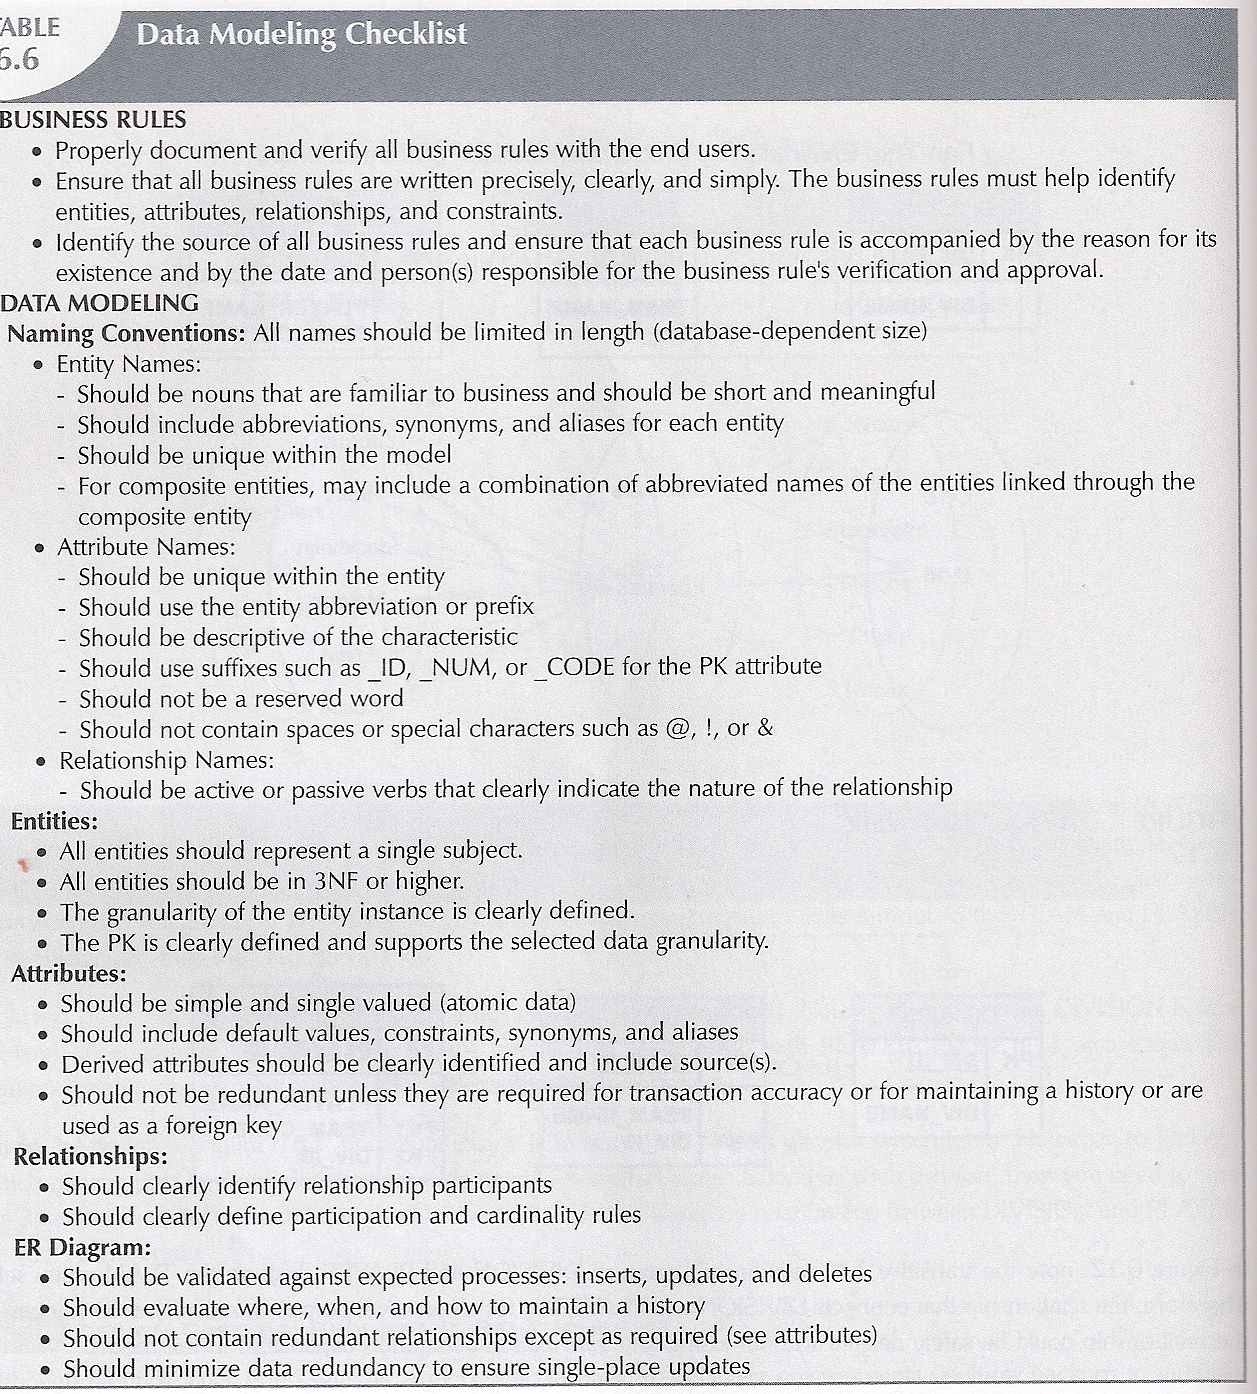 TABLE
6.6
Data Modeling Checklist
BUSINESS RULES
• Properly document and verify all business rules with the end users.
• Ensure that all business rules are written precisely, clearly, and simply. The business rules must help identify
entities, attributes, relationships, and constraints.
• Identify the source of all business rules and ensure that each business rule is accompanied by the reason for its
existence and by the date and person(s) responsible for the business rule's verification and approval.
DATA MODELING
Naming Conventions: All names should be limited in length (database-dependent size)
• Entity Names:
- Should be nouns that are familiar to business and should be short and meaningful
- Should include abbreviations, synonyms, and aliases for each entity
- Should be unique within the model
- For composite entities, may include a combination of abbreviated names of the entities linked through the
composite entity
• Attribute Names:
- Should be unique within the entity
- Should use the entity abbreviation or prefix
- Should be descriptive of the characteristic
- Should use suffixes such as _ID, _NUM, or _CODE for the PK attribute
- Should not be a reserved word
- Should not contain spaces or special characters such as @, !, or &
• Relationship Names:
- Should be active or passive verbs that clearly indicate the nature of the relationship
Entities:
• All entities should represent a single subject.
• All entities should be in 3NF or higher.
• The granularity of the entity instance is clearly defined.
• The PK is clearly defined and supports the selected data granularity.
Attributes:
• Should be simple and single valued (atomic data)
• Should include default values, constraints, synonyms, and aliases
• Derived attributes should be clearly identified and include source(s).
• Should not be redundant unless they are required for transaction accuracy or for maintaining a history or are
used as a foreign key
Relationships:
• Should clearly identify relationship participants
• Should clearly define participation and cardinality rules
ER Diagram:
• Should be validated against expected processes: inserts, updates, and deletes
• Should evaluate where, when, and how to maintain a history
• Should not contain redundant relationships except as required (see attributes)
• Should minimize data redundancy to ensure single-place updates